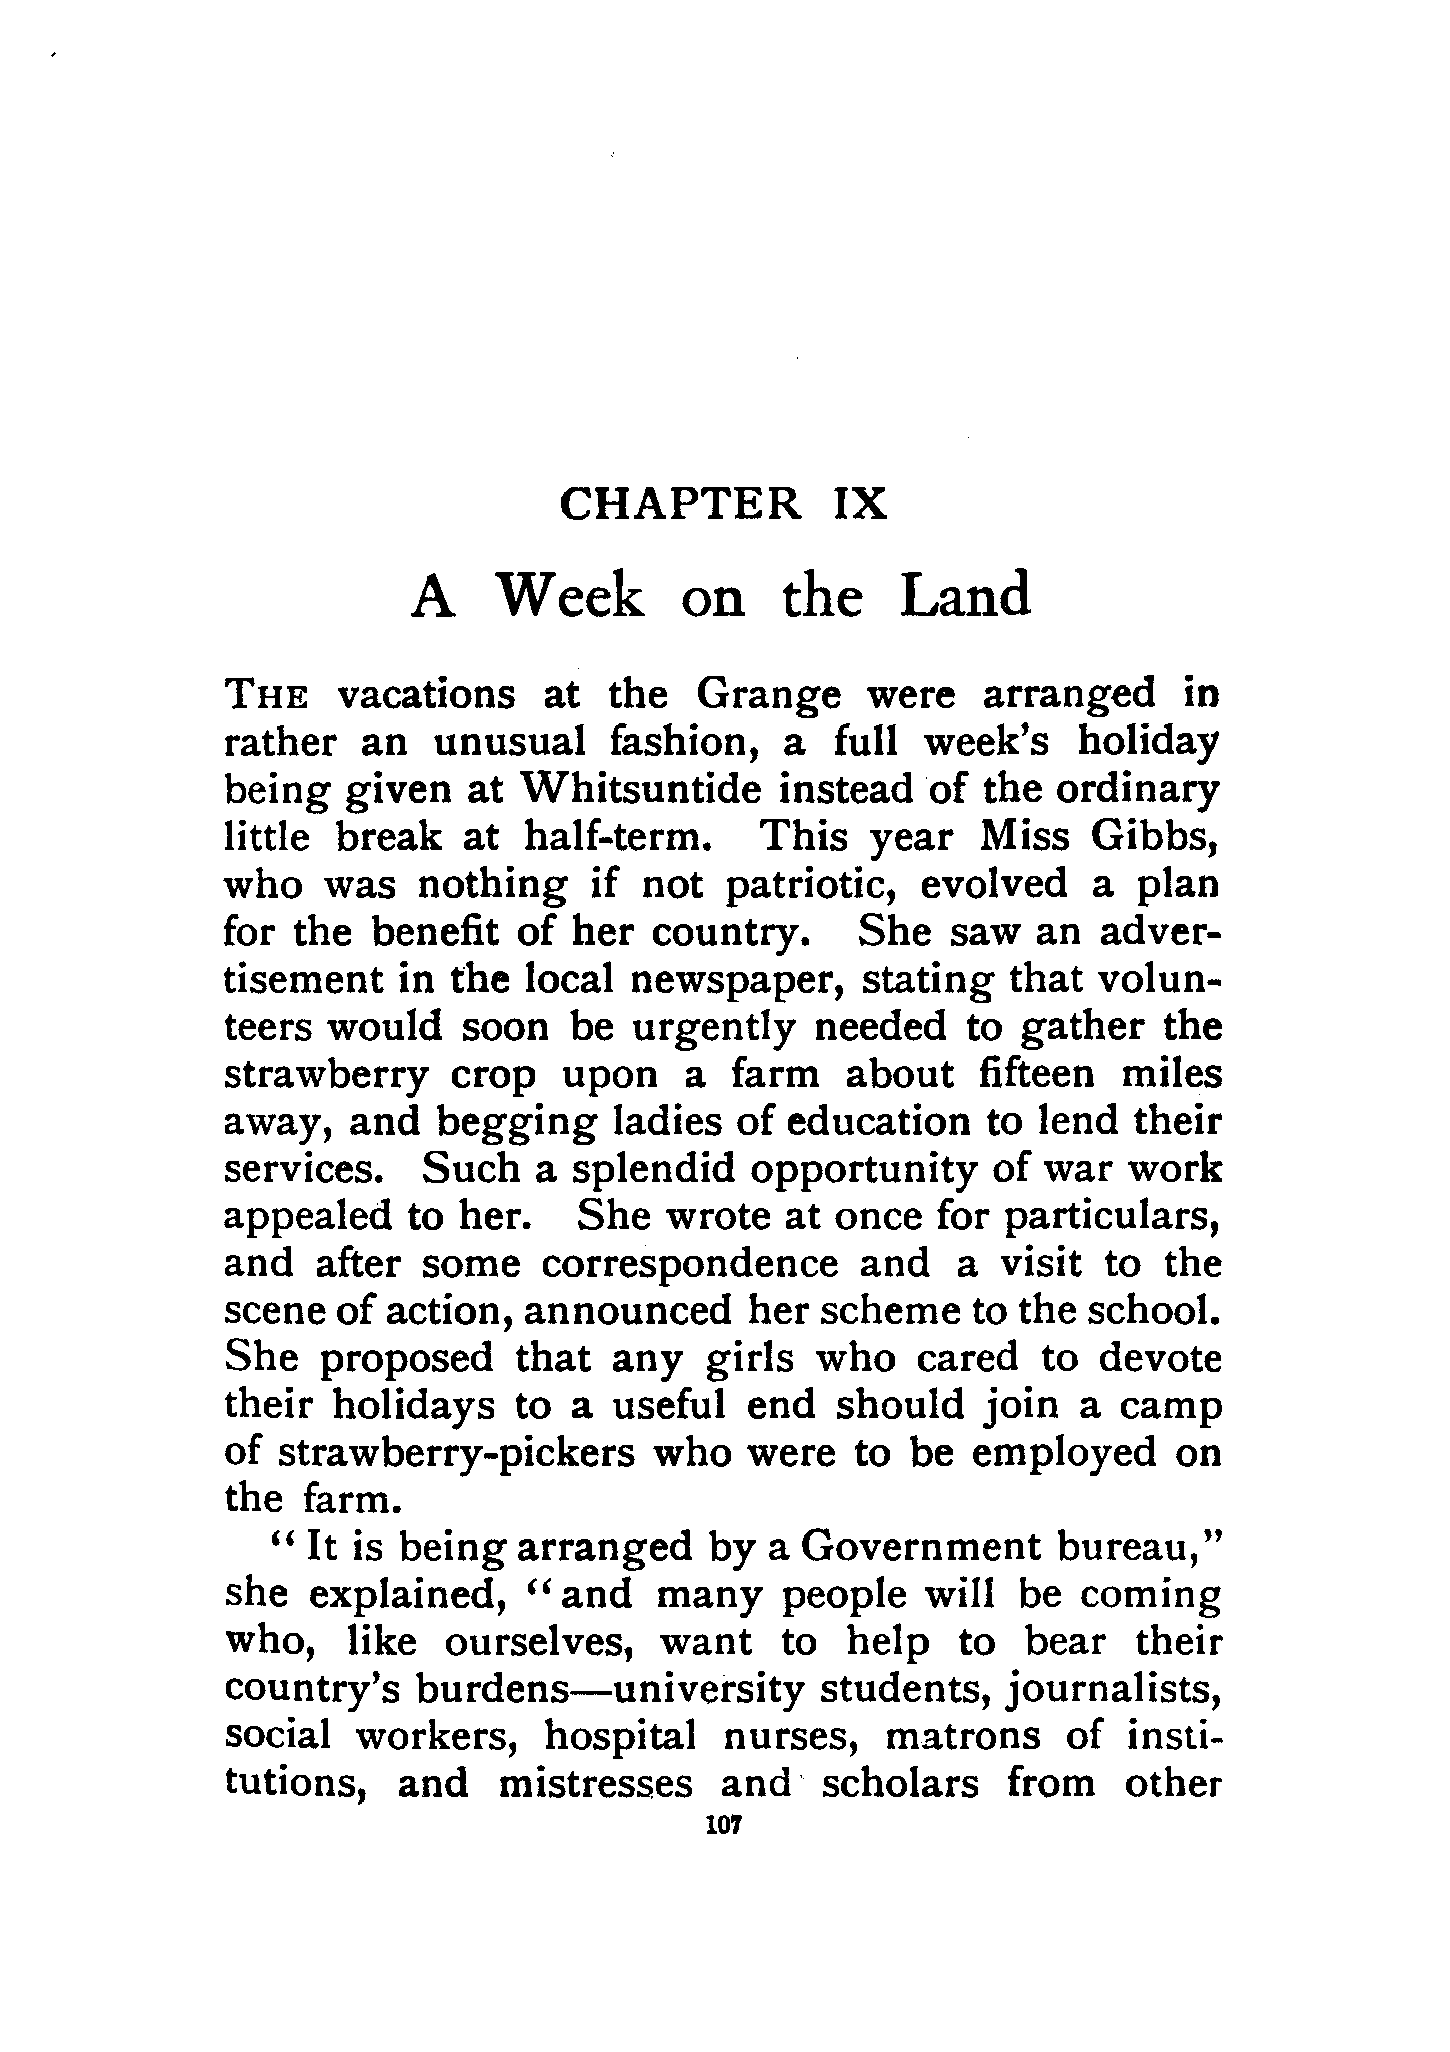 CHAPTER IX
A Week on the Land
THE vacations at the Grange were arranged in
rather an unusual fashion, a full week's holiday
being given at Whitsuntide instead of the ordinary
little break at half-term. This year Miss Gibbs,
who was nothing if not patriotic, evolved a plan
for the benefit of her country. She saw an adver-
tisement in the local newspaper, stating that volun-
teers would soon be urgently needed to gather the
strawberry crop upon a farm about fifteen miles
away, and begging ladies of education to lend their
services. Such a splendid opportunity of war work
appealed to her. She wrote at once for particulars,
and after some correspondence and a visit to the
scene of action, announced her scheme to the school.
She proposed that any girls who cared to devote
their holidays to a useful end should join a camp
of strawberry-pickers who were to be employed on
the farm.
“ It is being arranged by a Government bureau,”
she explained, “ and many people will be coming
who, like ourselves, want to help to bear their
country's burdens—university students, journalists,
social workers, hospital nurses, matrons of insti-
tutions, and mistresses and scholars from other
107